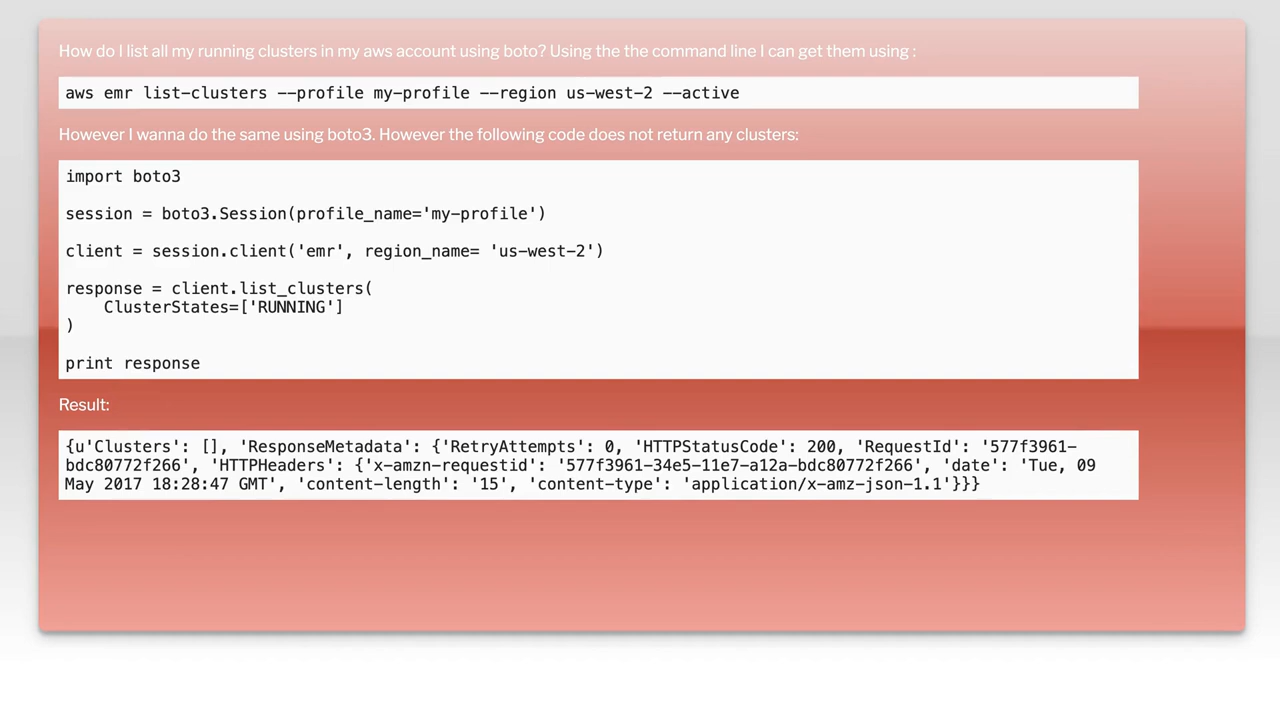 How do I list all my running clusters in my aws account using boto? Using the the command line I can get them using :
aws emr list-clusters --profile my-profile --region us-west-2 --active
However I wanna do the same using boto3. However the following code does not return any clusters:
import boto3
session = boto3.Session(profile_name='my-profile')
client = session.client('emr', region_name= 'us-west-2')
response = client.list_clusters(
    ClusterStates=['RUNNING']
)
print response
Result:
{u'Clusters': [], 'ResponseMetadata': {'RetryAttempts': 0, 'HTTPStatusCode': 200, 'RequestId': '577f3961-
bdc80772f266', 'HTTPHeaders': {'x-amzn-requestid': '577f3961-34e5-11e7-a12a-bdc80772f266', 'date': 'Tue, 09
May 2017 18:28:47 GMT', 'content-length': '15', 'content-type': 'application/x-amz-json-1.1'}}}